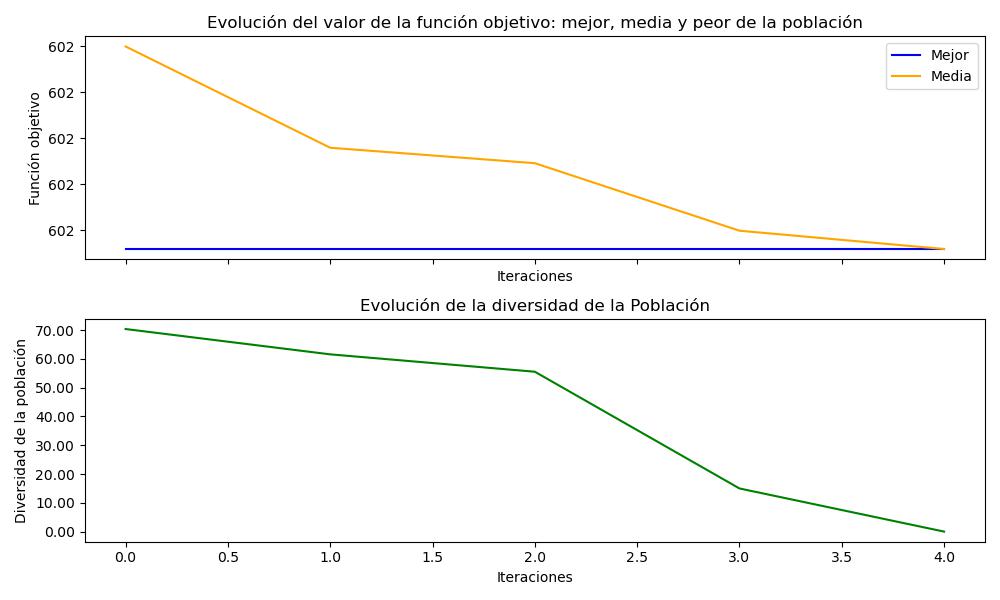 Evolución del valor de la función objetivo: mejor, media y peor de la población
Función objetivo
602
602
602
602
602
Mejor
Media
Iteraciones
Evolución de la diversidad de la Población
Diversidad de la población
70.00
60.00
50.00
40.00
30.00
20.00
10.00
0.00
0.0 0.5 1.0 1.5 2.0 2.5 3.0 3.5 4.0
Iteraciones